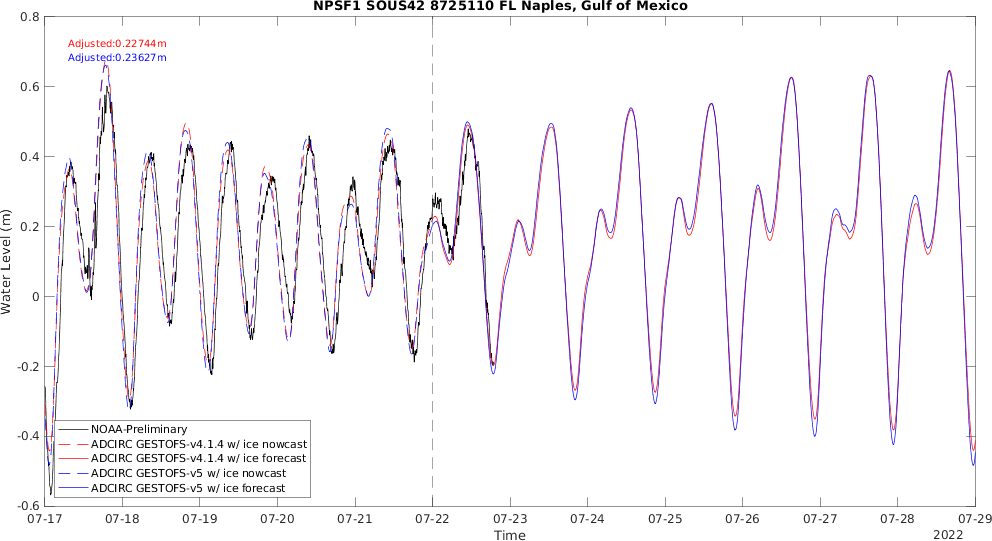 NPSF1 SOUS42 8725110 FL Naples, Gulf of Mexico
Adjusted:0.22744m
Adjusted:0.23627m
Water Level (m)
0.8
0.6
0.4
0.2
0
-0.2
-0.4
-0.6
NOAA-Preliminary
ADCIRC GESTOFS-v4.1.4 w/ ice nowcast
ADCIRC GESTOFS-v4.1.4 w/ ice forecast
ADCIRC GESTOFS-v5 w/ ice nowcast
ADCIRC GESTOFS-v5 w/ ice forecast
07-17 07-18 07-19 07-20 07-21 07-22 07-23 07-24 07-25 07-26 07-27 07-28 07-29
Time
2022